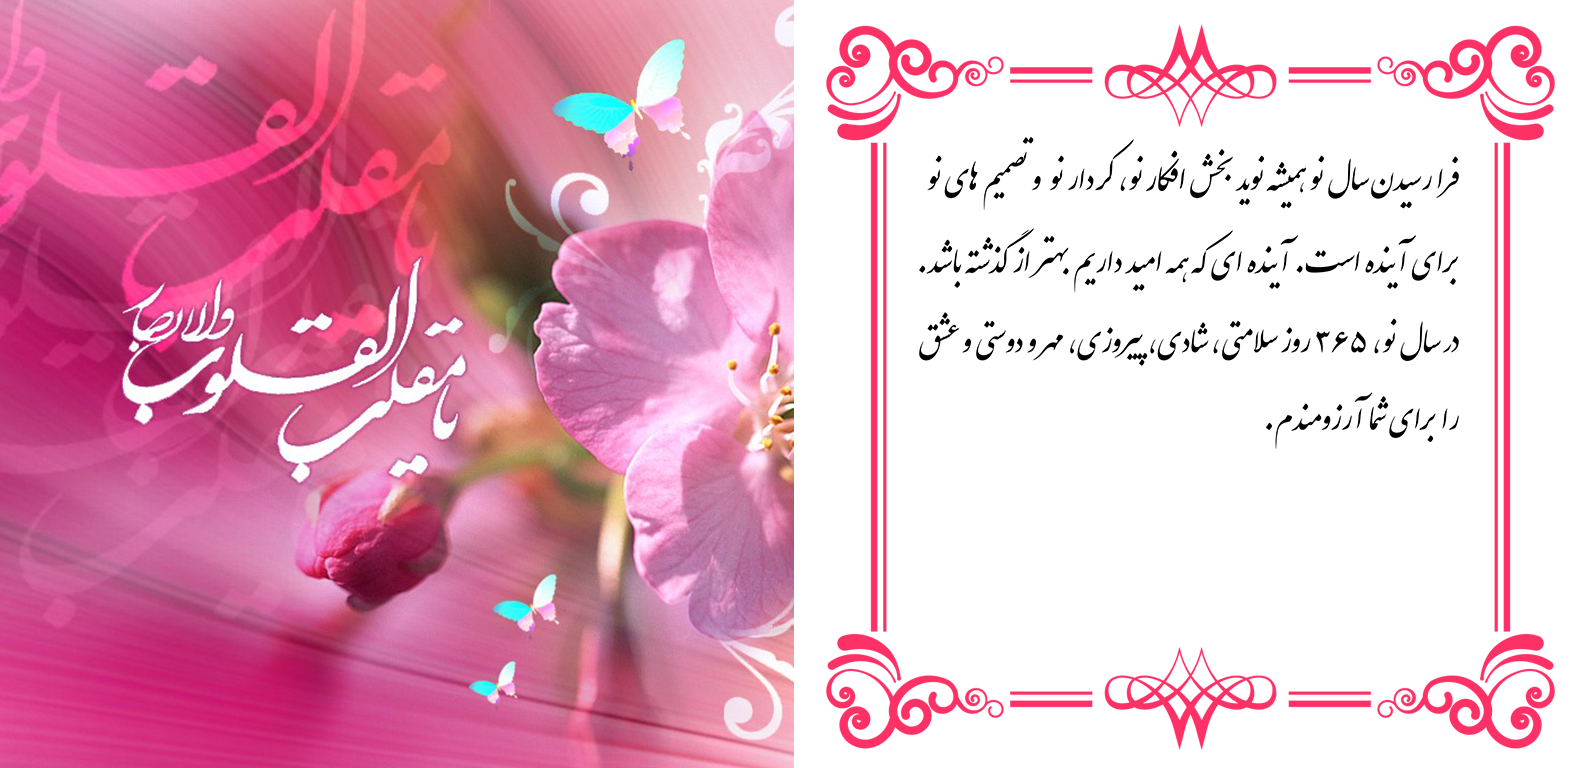 یا مقلب القلوب والابصار
فرا رسیدن سال نو همیشه نوید بخش افکار نو، کردار نو و تصمیم های نو
برای آینده است. آینده ای که همه امید داریم بهتر از گذشته باشد.
در سال نو، ۳۶۵ روز سلامتی، شادی، پیروزی، مهر و دوستی و عشق
را برای شما آرزومندم.